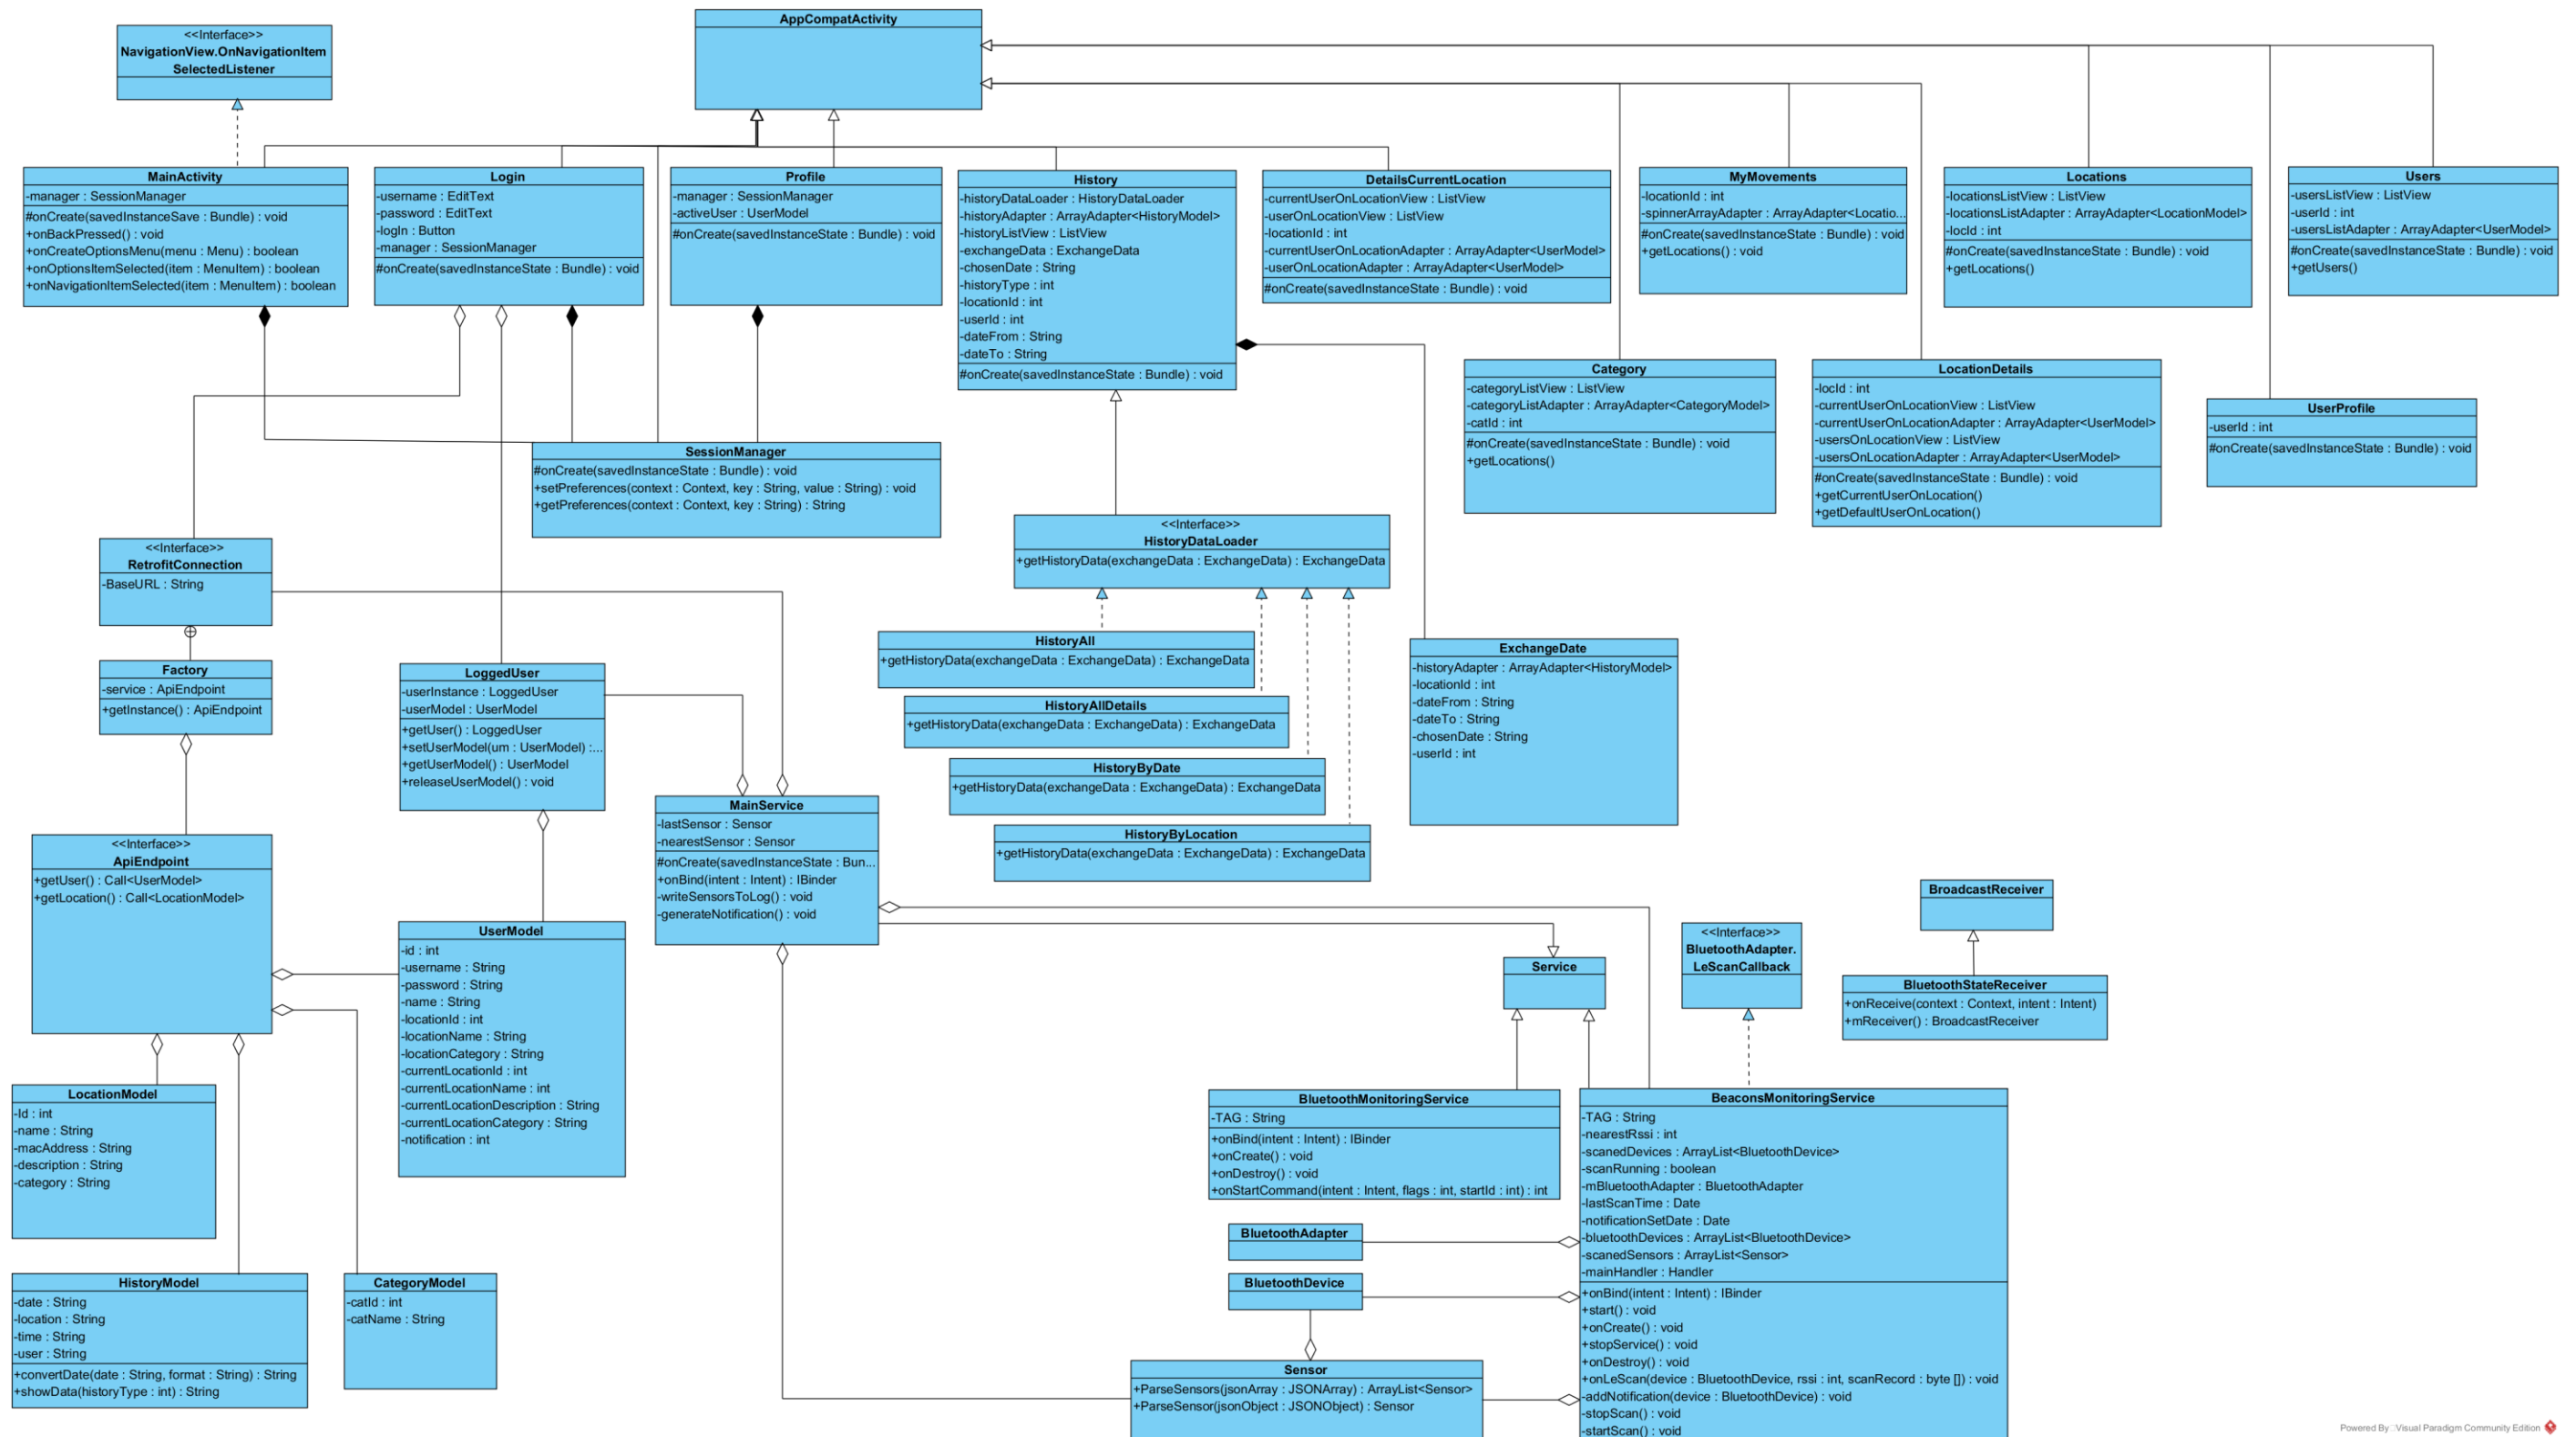 <<Interface>>
NavigationView.OnNavigationItem
SelectedListener
AppCompatActivity
MainActivity
-manager : SessionManager
#onCreate(savedInstanceSave : Bundle) : void
+onBackPressed() : void
+onCreateOptionsMenu(menu : Menu) : boolean
+onOptionsItemSelected(item : MenuItem) : boolean
+onNavigationItemSelected(item : MenuItem) : boolean
Login
-username : EditText
-password : EditText
-logIn : Button
-manager : SessionManager
#onCreate(savedInstanceState : Bundle) : void
Profile
-manager : SessionManager
-activeUser : UserModel
#onCreate(savedInstanceState : Bundle) : void
History
-historyDataLoader : HistoryDataLoader
-historyAdapter : ArrayAdapter<HistoryModel>
-historyListView : ListView
-exchangeData : ExchangeData
-chosenDate : String
-historyType : int
-locationId : int
-userId : int
-dateFrom : String
-dateTo : String
#onCreate(savedInstanceState : Bundle) : void
DetailsCurrentLocation
-currentUserOnLocationView : ListView
-userOnLocationView : ListView
-locationId : int
-currentUserOnLocationAdapter : ArrayAdapter<UserModel>
-userOnLocationAdapter : ArrayAdapter<UserModel>
#onCreate(savedInstanceState : Bundle) : void
MyMovements
-locationId : int
-spinnerArrayAdapter : ArrayAdapter<Locatio...
#onCreate(savedInstanceState : Bundle) : void
+getLocations() : void
Locations
-locationsListView : ListView
-locationsListAdapter : ArrayAdapter<LocationModel>
-locId : int
#onCreate(savedInstanceState : Bundle) : void
+getLocations()
Users
-usersListView : ListView
-userId : int
-usersListAdapter : ArrayAdapter<UserModel>
#onCreate(savedInstanceState : Bundle) : void
+getUsers()
Category
-categoryListView : ListView
-categoryListAdapter : ArrayAdapter<CategoryModel>
-catId : int
#onCreate(savedInstanceState : Bundle) : void
+getLocations()
LocationDetails
-locId : int
-currentUserOnLocationView : ListView
-currentUserOnLocationAdapter : ArrayAdapter<UserModel>
-usersOnLocationView : ListView
-usersOnLocationAdapter : ArrayAdapter<UserModel>
#onCreate(savedInstanceState : Bundle) : void
+getCurrentUserOnLocation()
+getDefaultUserOnLocation()
UserProfile
-userId : int
#onCreate(savedInstanceState : Bundle) : void
SessionManager
#onCreate(savedInstanceState : Bundle) : void
+setPreferences(context : Context, key : String, value : String) : void
+getPreferences(context : Context, key : String) : String
<<Interface>>
HistoryDataLoader
+getHistoryData(exchangeData : ExchangeData) : ExchangeData
<<Interface>>
RetrofitConnection
-BaseURL : String
HistoryAll
+getHistoryData(exchangeData : ExchangeData) : ExchangeData
HistoryAllDetails
+getHistoryData(exchangeData : ExchangeData) : ExchangeData
HistoryByDate
+getHistoryData(exchangeData : ExchangeData) : ExchangeData
HistoryByLocation
+getHistoryData(exchangeData : ExchangeData) : ExchangeData
ExchangeDate
-historyAdapter : ArrayAdapter<HistoryModel>
-locationId : int
-dateFrom : String
-dateTo : String
-chosenDate : String
-userId : int
Factory
-service : ApiEndpoint
+getInstance() : ApiEndpoint
LoggedUser
-userInstance : LoggedUser
-userModel : UserModel
+getUser() : LoggedUser
+setUserModel(um : UserModel) :...
+getUserModel() : UserModel
+releaseUserModel() : void
MainService
-lastSensor : Sensor
-nearestSensor : Sensor
#onCreate(savedInstanceState : Bun...
+onBind(intent : Intent) : IBinder
-writeSensorsToLog() : void
-generateNotification() : void
<<Interface>>
ApiEndpoint
+getUser() : Call<UserModel>
+getLocation() : Call<LocationModel>
UserModel
-id : int
-username : String
-password : String
-name : String
-locationId : int
-locationName : String
-locationCategory : String
-currentLocationId : int
-currentLocationName : int
-currentLocationDescription : String
-currentLocationCategory : String
-notification : int
Service
<<Interface>>
BluetoothAdapter.
LeScanCallback
BroadcastReceiver
BluetoothStateReceiver
+onReceive(context : Context, intent : Intent)
+mReceiver() : BroadcastReceiver
LocationModel
-Id : int
-name : String
-macAddress : String
-description : String
-category : String
BluetoothMonitoringService
-TAG : String
+onBind(intent : Intent) : IBinder
+onCreate() : void
+onDestroy() : void
+onStartCommand(intent : Intent, flags : int, startId : int) : int
BeaconsMonitoringService
-TAG : String
-nearestRssi : int
-scanedDevices : ArrayList<BluetoothDevice>
-scanRunning : boolean
-mBluetoothAdapter : BluetoothAdapter
-lastScanTime : Date
-notificationSetDate : Date
-bluetoothDevices : ArrayList<BluetoothDevice>
-scanedSensors : ArrayList<Sensor>
-mainHandler : Handler
+onBind(intent : Intent) : IBinder
+start() : void
+onCreate() : void
+stopService() : void
+onDestroy() : void
+onLeScan(device : BluetoothDevice, rssi : int, scanRecord : byte []) : void
-addNotification(device : BluetoothDevice) : void
-stopScan() : void
-startScan() : void
BluetoothAdapter
BluetoothDevice
HistoryModel
-date : String
-location : String
-time : String
-user : String
+convertDate(date : String, format : String) : String
+showData(historyType : int) : String
CategoryModel
-catId : int
-catName : String
Sensor
+ParseSensors(jsonArray : JSONArray) : ArrayList<Sensor>
+ParseSensor(jsonObject : JSONObject) : Sensor
Powered By Visual Paradigm Community Edition